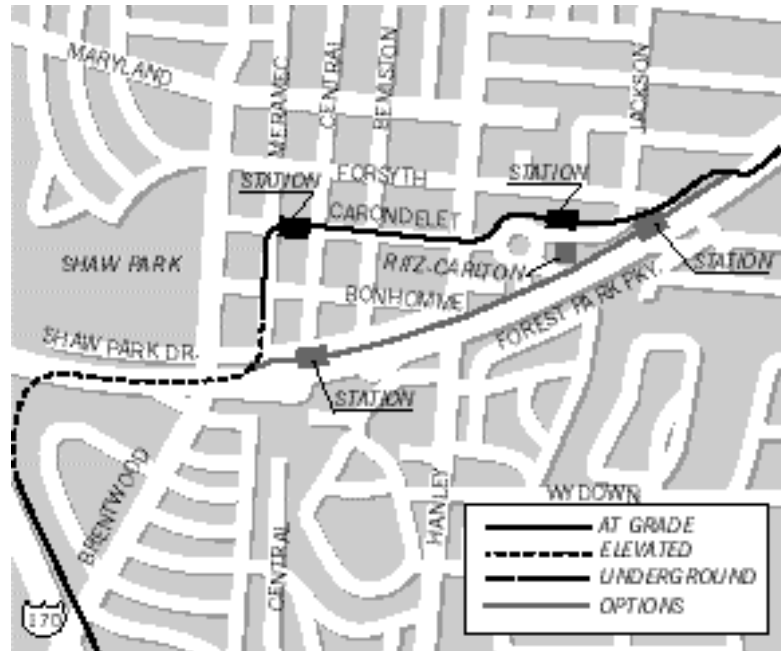 MARYLAND
MERAMEC
CENTRAL
BEMISTON
JACKSON
STATION
FORSYTH
STATION
CARONDELET
SHAW PARK
RITZ-CARLTON
STATION
BONHOMME
FOREST PARK PKY.
SHAW PARK DR.
STATION
BRENTWOOD
CENTRAL
HANLEY
WYDOWN
AT GRADE
ELEVATED
UNDERGROUND
OPTIONS
170